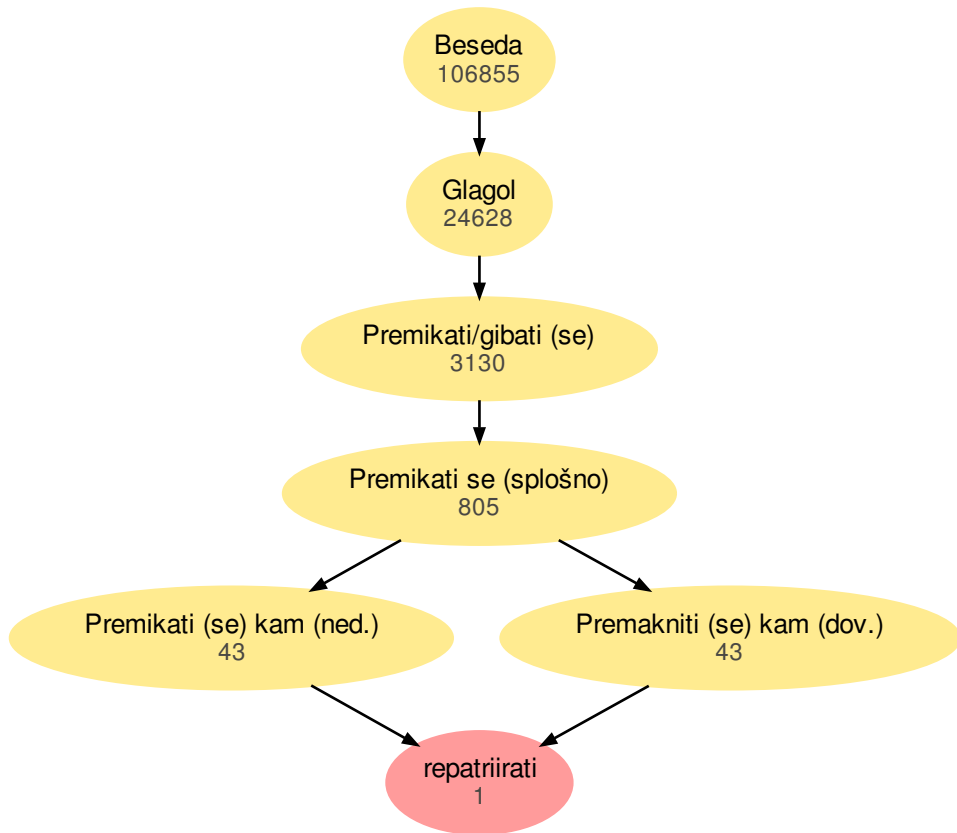 Beseda
106855
Glagol
24628
Premikati/gibati (se)
3130
Premikati se (splošno)
805
Premikati (se) kam (ned.)
43
Premakniti (se) kam (dov.)
43
repatriirati
1